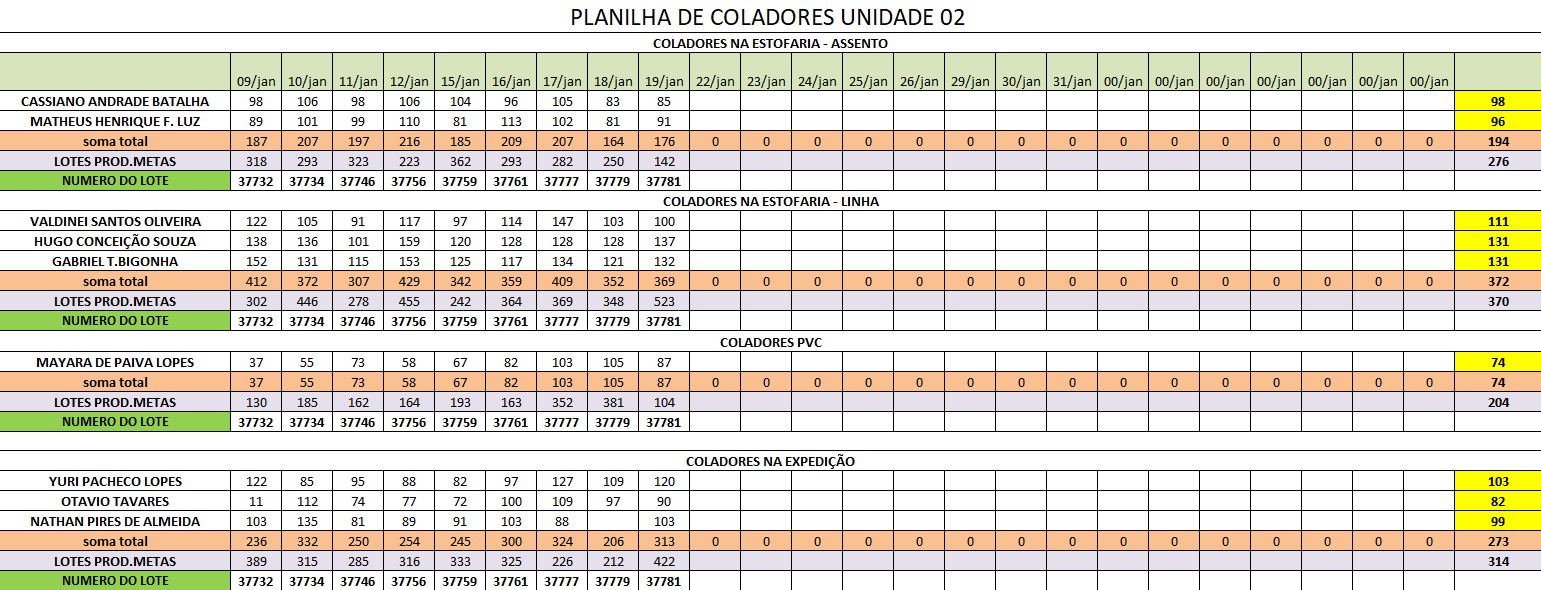 PLANILHA DE COLADORES UNIDADE 02
COLADORES NA ESTOFARIA - ASSENTO
09/jan 10/jan 11/jan 12/jan 15/jan 16/jan 17/jan 18/jan 19/jan 22/jan 23/jan 24/jan 25/jan 26/jan 29/jan 30/jan 31/jan 00/jan 00/jan 00/jan 00/jan 00/jan 00/jan 00/jan
CASSIANO ANDRADE BATALHA 98 106 98 106 104 96 105 83 85 98
MATHEUS HENRIQUE F. LUZ 89 101 99 110 81 113 102 81 91 96
soma total 187 207 197 216 185 209 207 164 176 0 0 0 0 0 0 0 0 0 0 0 0 0 0 0 194
LOTES PROD.METAS 318 293 323 223 362 293 282 250 142 276
NUMERO DO LOTE 37732 37734 37746 37756 37759 37761 37777 37779 37781
COLADORES NA ESTOFARIA - LINHA
VALDINEI SANTOS OLIVEIRA 122 105 91 117 97 114 147 103 100 111
HUGO CONCEIÇÃO SOUZA 138 136 101 159 120 128 128 128 137 131
GABRIEL T.BIGONHA 152 131 115 153 125 117 134 121 132 131
soma total 412 372 307 429 342 359 409 352 369 0 0 0 0 0 0 0 0 0 0 0 0 0 0 0 372
LOTES PROD.METAS 302 446 278 455 242 364 369 348 523 370
NUMERO DO LOTE 37732 37734 37746 37756 37759 37761 37777 37779 37781
COLADORES PVC
MAYARA DE PAIVA LOPES 37 55 73 58 67 82 103 105 87 74
soma total 37 55 73 58 67 82 103 105 87 0 0 0 0 0 0 0 0 0 0 0 0 0 0 0 74
LOTES PROD.METAS 130 185 162 164 193 163 352 381 104 204
NUMERO DO LOTE 37732 37734 37746 37756 37759 37761 37777 37779 37781
COLADORES NA EXPEDIÇÃO
YURI PACHECO LOPES 122 85 95 88 82 97 127 109 120 103
OTAVIO TAVARES 11 112 74 77 72 100 109 97 90 82
NATHAN PIRES DE ALMEIDA 103 135 81 89 91 103 88 103 99
soma total 236 332 250 254 245 300 324 206 313 0 0 0 0 0 0 0 0 0 0 0 0 0 0 0 273
LOTES PROD.METAS 389 315 285 316 333 325 226 212 422 314
NUMERO DO LOTE 37732 37734 37746 37756 37759 37761 37777 37779 37781